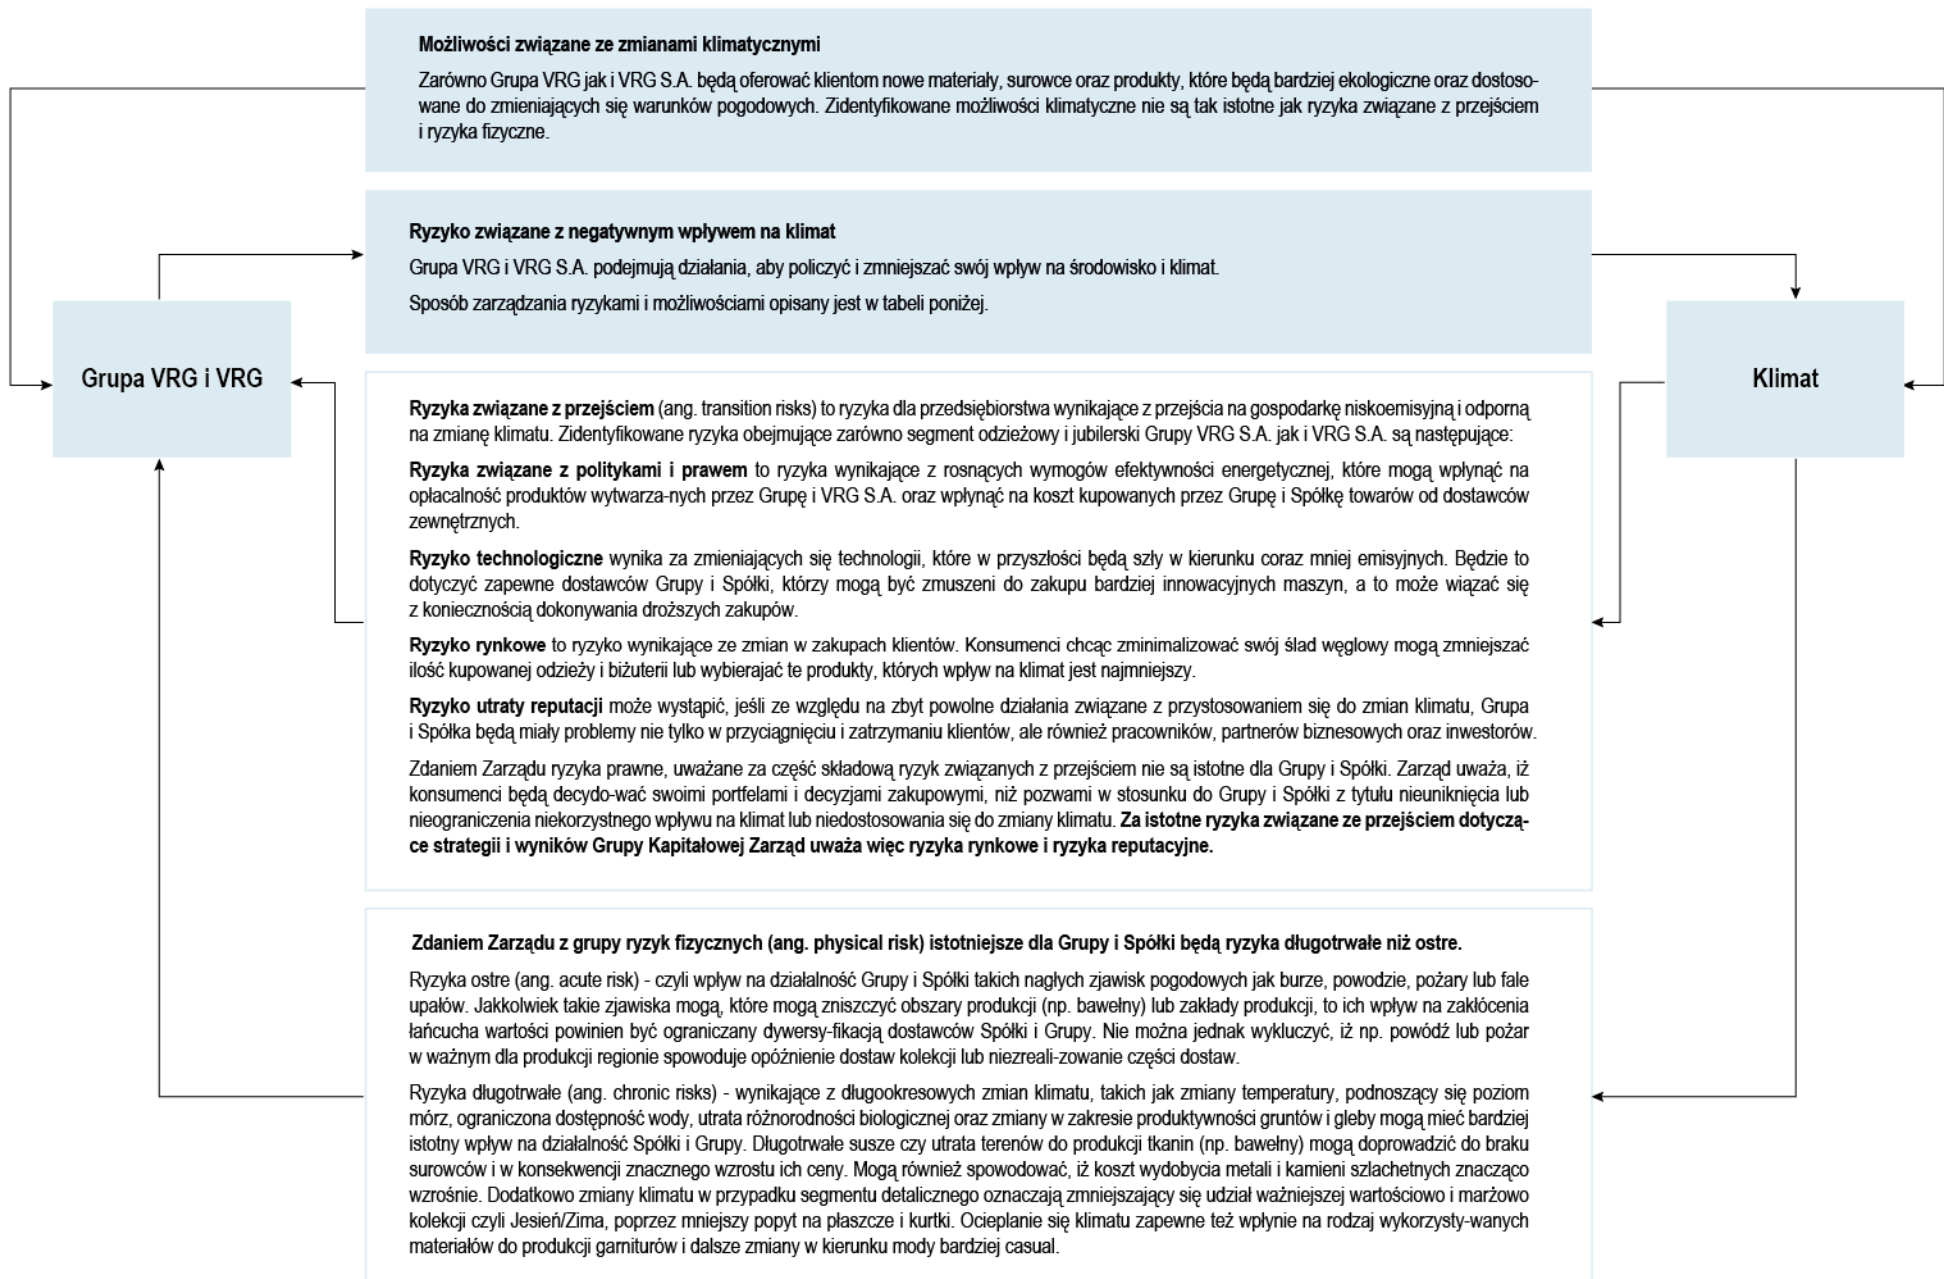 Możliwości związane ze zmianami klimatycznymi
Zarówno Grupa VRG jak i VRG S.A. będą oferować klientom nowe materiały, surowce oraz produkty, które będą bardziej ekologiczne oraz dostoso-
wane do zmieniających się warunków pogodowych. Zidentyfikowane możliwości klimatyczne nie są tak istotne jak ryzyka związane z przejściem
i ryzyka fizyczne.
Ryzyko związane z negatywnym wpływem na klimat
Grupa VRG i VRG S.A. podejmują działania, aby policzyć i zmniejszać swój wpływ na środowisko i klimat.
Sposób zarządzania ryzykami i możliwościami opisany jest w tabeli poniżej.
Grupa VRG i VRG
Klimat
Ryzyka związane z przejściem (ang. transition risks) to ryzyka dla przedsiębiorstwa wynikające z przejścia na gospodarkę niskoemisyjną i odporną
na zmianę klimatu. Zidentyfikowane ryzyka obejmujące zarówno segment odzieżowy i jubilerski Grupy VRG S.A. jak i VRG S.A. są następujące:
Ryzyka związane z politykami i prawem to ryzyka wynikające z rosnących wymogów efektywności energetycznej, które mogą wpłynąć na
opłacalność produktów wytwarza-nych przez Grupę i VRG S.A. oraz wpłynąć na koszt kupowanych przez Grupę i Spółkę towarów od dostawców
zewnętrznych.
Ryzyko technologiczne wynika za zmieniających się technologii, które w przyszłości będą szły w kierunku coraz mniej emisyjnych. Będzie to
dotyczyć zapewne dostawców Grupy i Spółki, którzy mogą być zmuszeni do zakupu bardziej innowacyjnych maszyn, a to może wiązać się
z koniecznością dokonywania droższych zakupów.
Ryzyko rynkowe to ryzyko wynikające ze zmian w zakupach klientów. Konsumenci chcąc zminimalizować swój ślad węglowy mogą zmniejszać
ilość kupowanej odzieży i biżuterii lub wybierajać te produkty, których wpływ na klimat jest najmniejszy.
Ryzyko utraty reputacji może wystąpić, jeśli ze względu na zbyt powolne działania związane z przystosowaniem się do zmian klimatu, Grupa
i Spółka będą miały problemy nie tylko w przyciągnięciu i zatrzymaniu klientów, ale również pracowników, partnerów biznesowych oraz inwestorów.
Zdaniem Zarządu ryzyka prawne, uważane za część składową ryzyk związanych z przejściem nie są istotne dla Grupy i Spółki. Zarząd uważa, iż
konsumenci będą decydo-wać swoimi portfelami i decyzjami zakupowymi, niż pozwami w stosunku do Grupy i Spółki z tytułu nieuniknięcia lub
nieograniczenia niekorzystnego wpływu na klimat lub niedostosowania się do zmiany klimatu. Za istotne ryzyka związane ze przejściem dotyczą-
ce strategii i wyników Grupy Kapitałowej Zarząd uważa więc ryzyka rynkowe i ryzyka reputacyjne.
Zdaniem Zarządu z grupy ryzyk fizycznych (ang. physical risk) istotniejsze dla Grupy i Spółki będą ryzyka długotrwałe niż ostre.
Ryzyka ostre (ang. acute risk) - czyli wpływ na działalność Grupy i Spółki takich nagłych zjawisk pogodowych jak burze, powodzie, pożary lub fale
upałów. Jakkolwiek takie zjawiska mogą, które mogą zniszczyć obszary produkcji (np. bawełny) lub zakłady produkcji, to ich wpływ na zakłócenia
łańcucha wartości powinien być ograniczany dywersy-fikacją dostawców Spółki i Grupy. Nie można jednak wykluczyć, iż np. powódź lub pożar
w ważnym dla produkcji regionie spowoduje opóźnienie dostaw kolekcji lub niezreali-zowanie części dostaw.
Ryzyka długotrwałe (ang. chronic risks) - wynikające z długookresowych zmian klimatu, takich jak zmiany temperatury, podnoszący się poziom
mórz, ograniczona dostępność wody, utrata różnorodności biologicznej oraz zmiany w zakresie produktywności gruntów i gleby mogą mieć bardziej
istotny wpływ na działalność Spółki i Grupy. Długotrwałe susze czy utrata terenów do produkcji tkanin (np. bawełny) mogą doprowadzić do braku
surowców i w konsekwencji znacznego wzrostu ich ceny. Mogą również spowodować, iż koszt wydobycia metali i kamieni szlachetnych znacząco
wzrośnie. Dodatkowo zmiany klimatu w przypadku segmentu detalicznego oznaczają zmniejszający się udział ważniejszej wartościowo i marżowo
kolekcji czyli Jesień/Zima, poprzez mniejszy popyt na płaszcze i kurtki. Ocieplanie się klimatu zapewne też wpłynie na rodzaj wykorzysty-wanych
materiałów do produkcji garniturów i dalsze zmiany w kierunku mody bardziej casual.